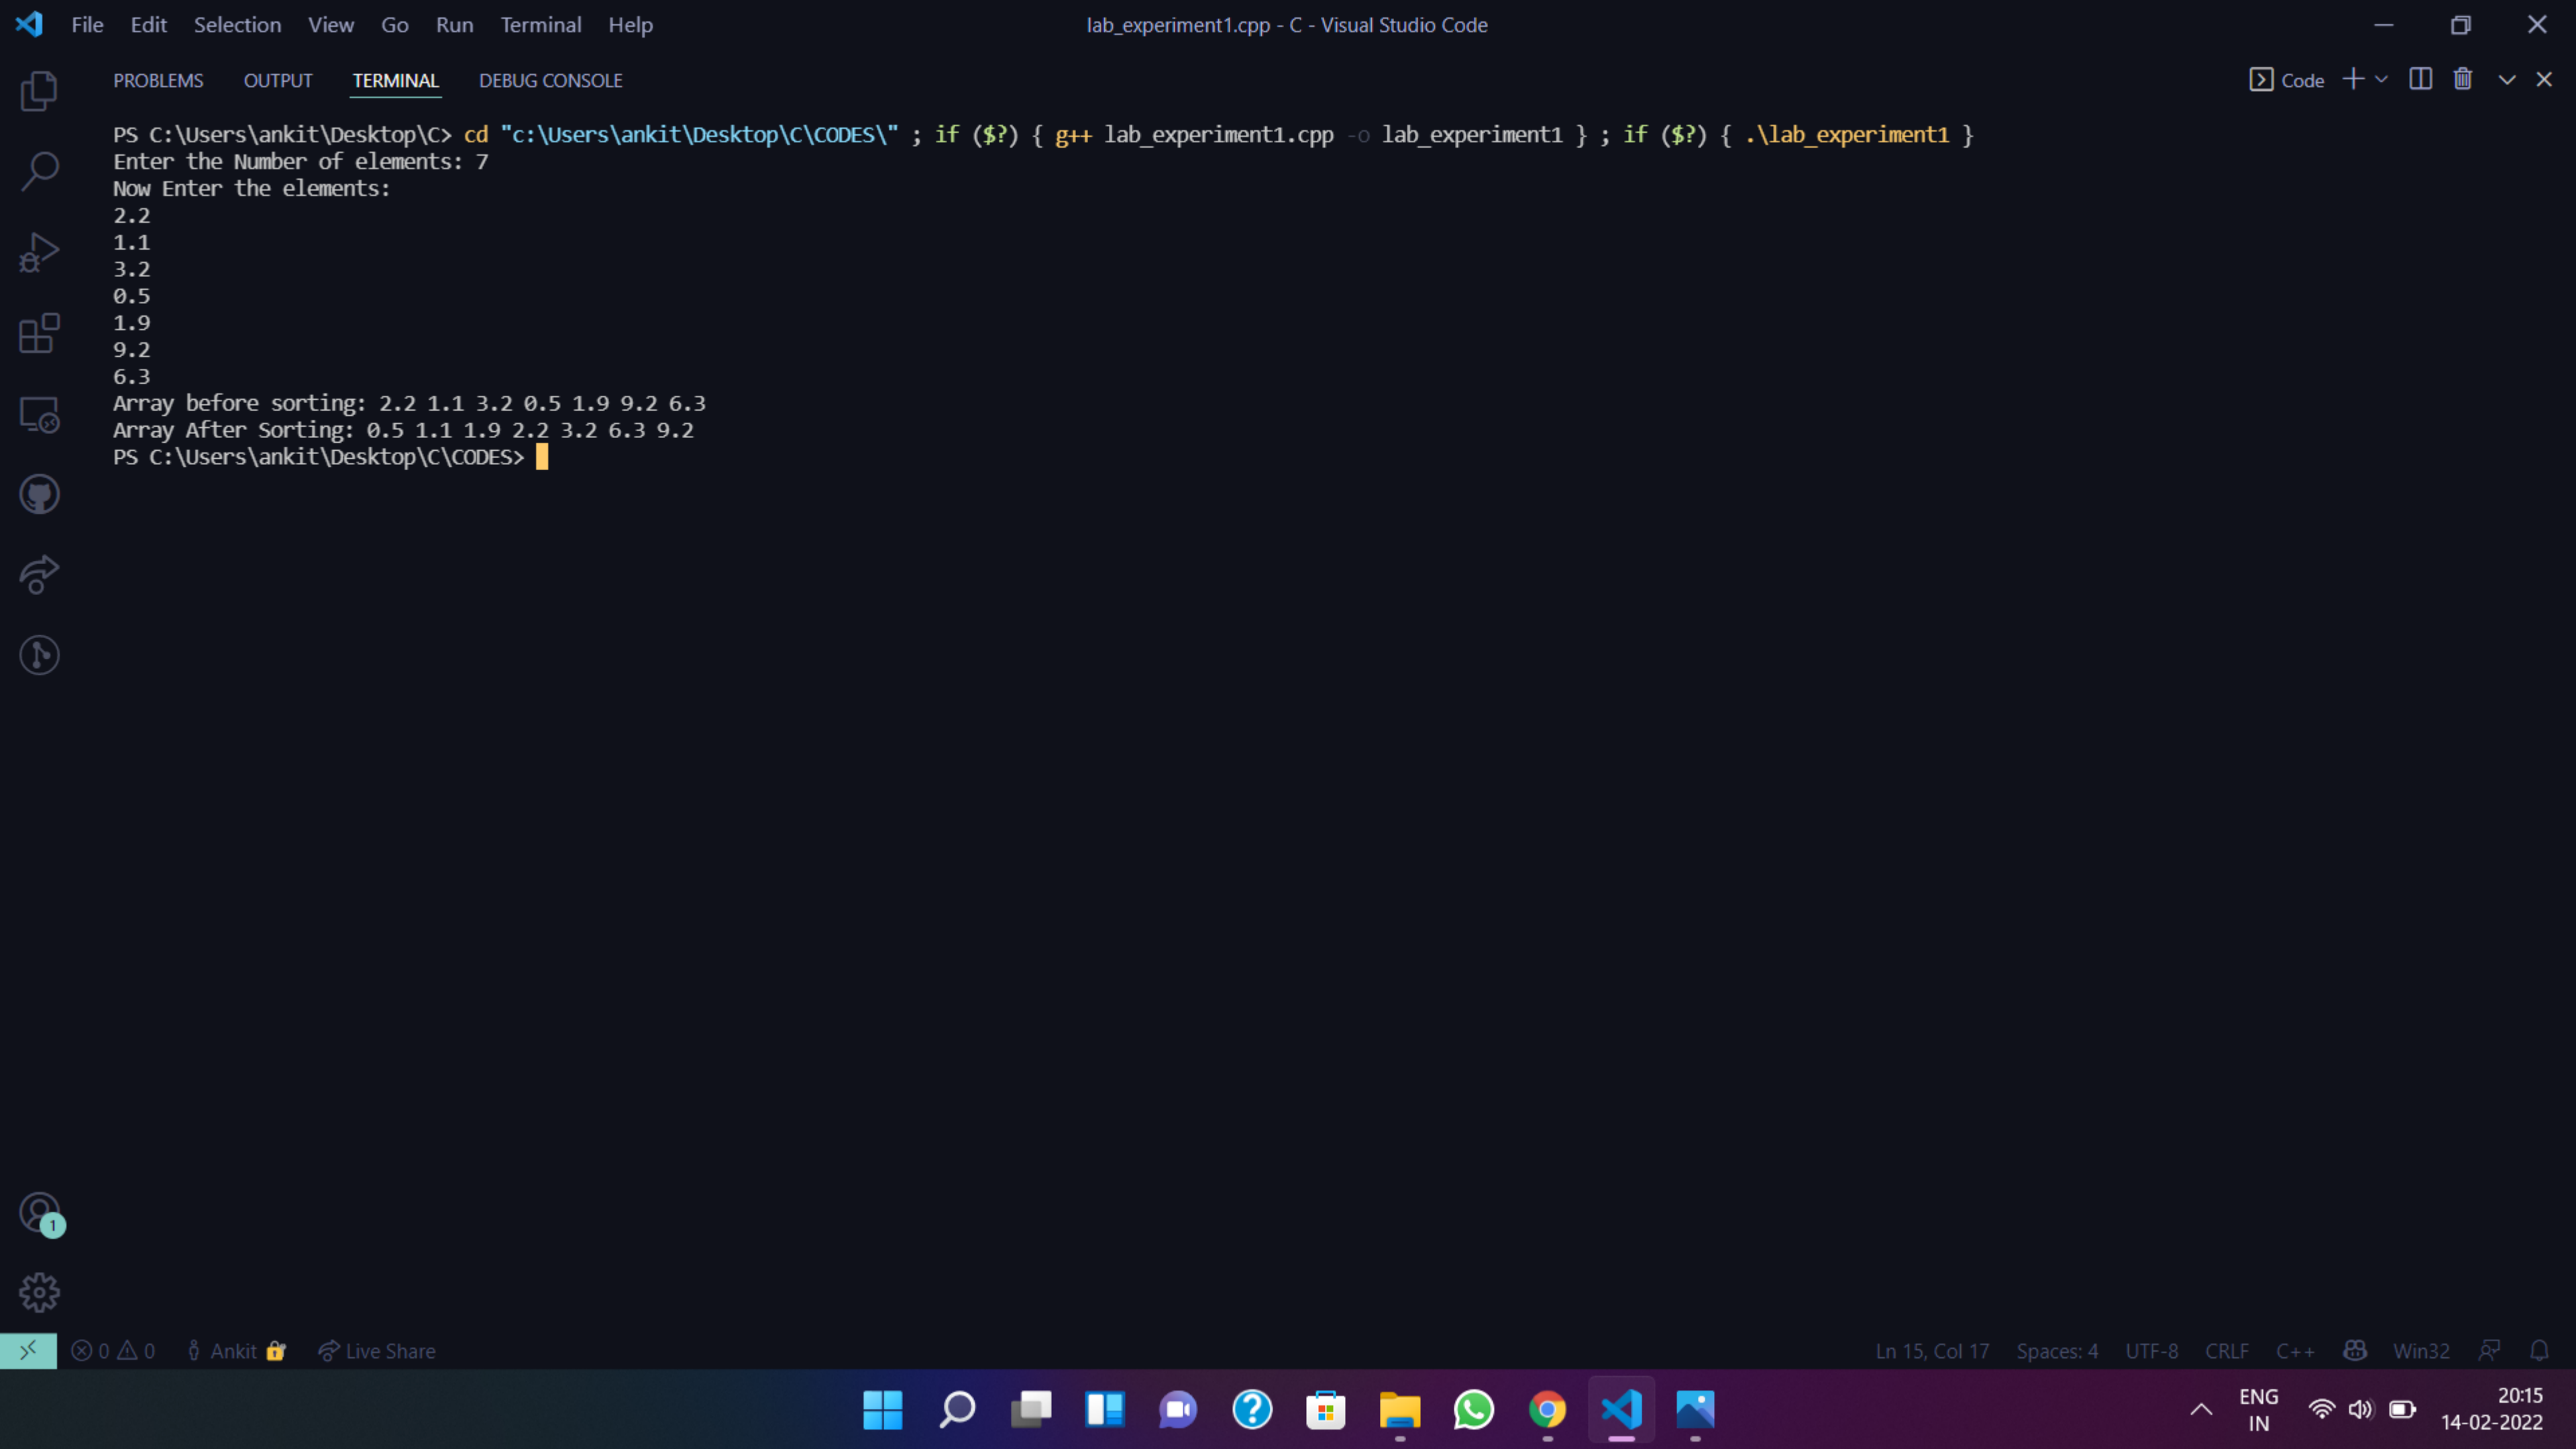 File Edit Selection View Go Run Terminal Help lab_experiment1.cpp - C - Visual Studio Code
PROBLEMS OUTPUT TERMINAL DEBUG CONSOLE Code
PS C:\Users\ankit\Desktop\C> cd "c:\Users\ankit\Desktop\C\CODES\" ; if ($?) { g++ lab_experiment1.cpp -o lab_experiment1 } ; if ($?) { .\lab_experiment1 }
Enter the Number of elements: 7
Now Enter the elements:
2.2
1.1
3.2
0.5
1.9
9.2
6.3
Array before sorting: 2.2 1.1 3.2 0.5 1.9 9.2 6.3
Array After Sorting: 0.5 1.1 1.9 2.2 3.2 6.3 9.2
PS C:\Users\ankit\Desktop\C\CODES>
1
0 0 Ankit Live Share Ln 15, Col 17 Spaces: 4 UTF-8 CRLF C++ Win32
ENG 20:15
IN 14-02-2022